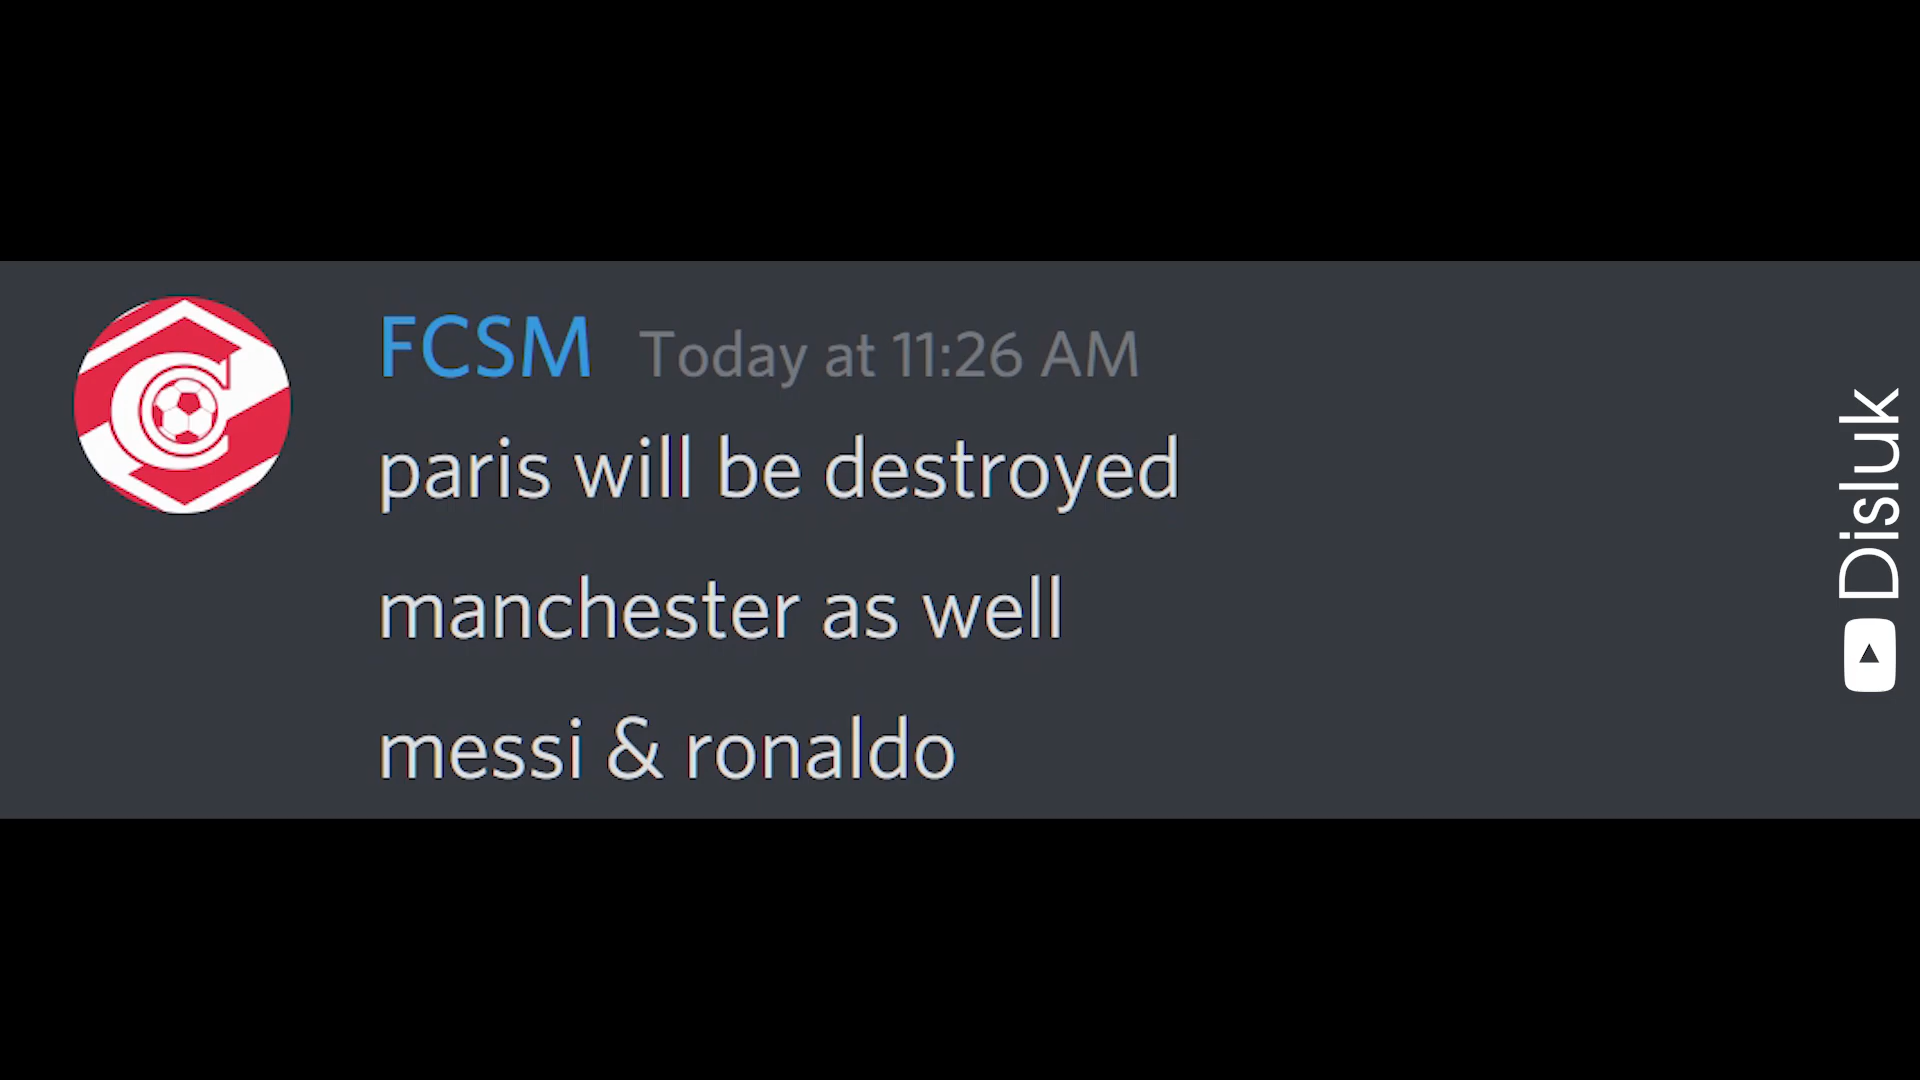 FCSM Today at 11:26 AM
paris will be destroyed
manchester as well
messi & ronaldo
Disluk